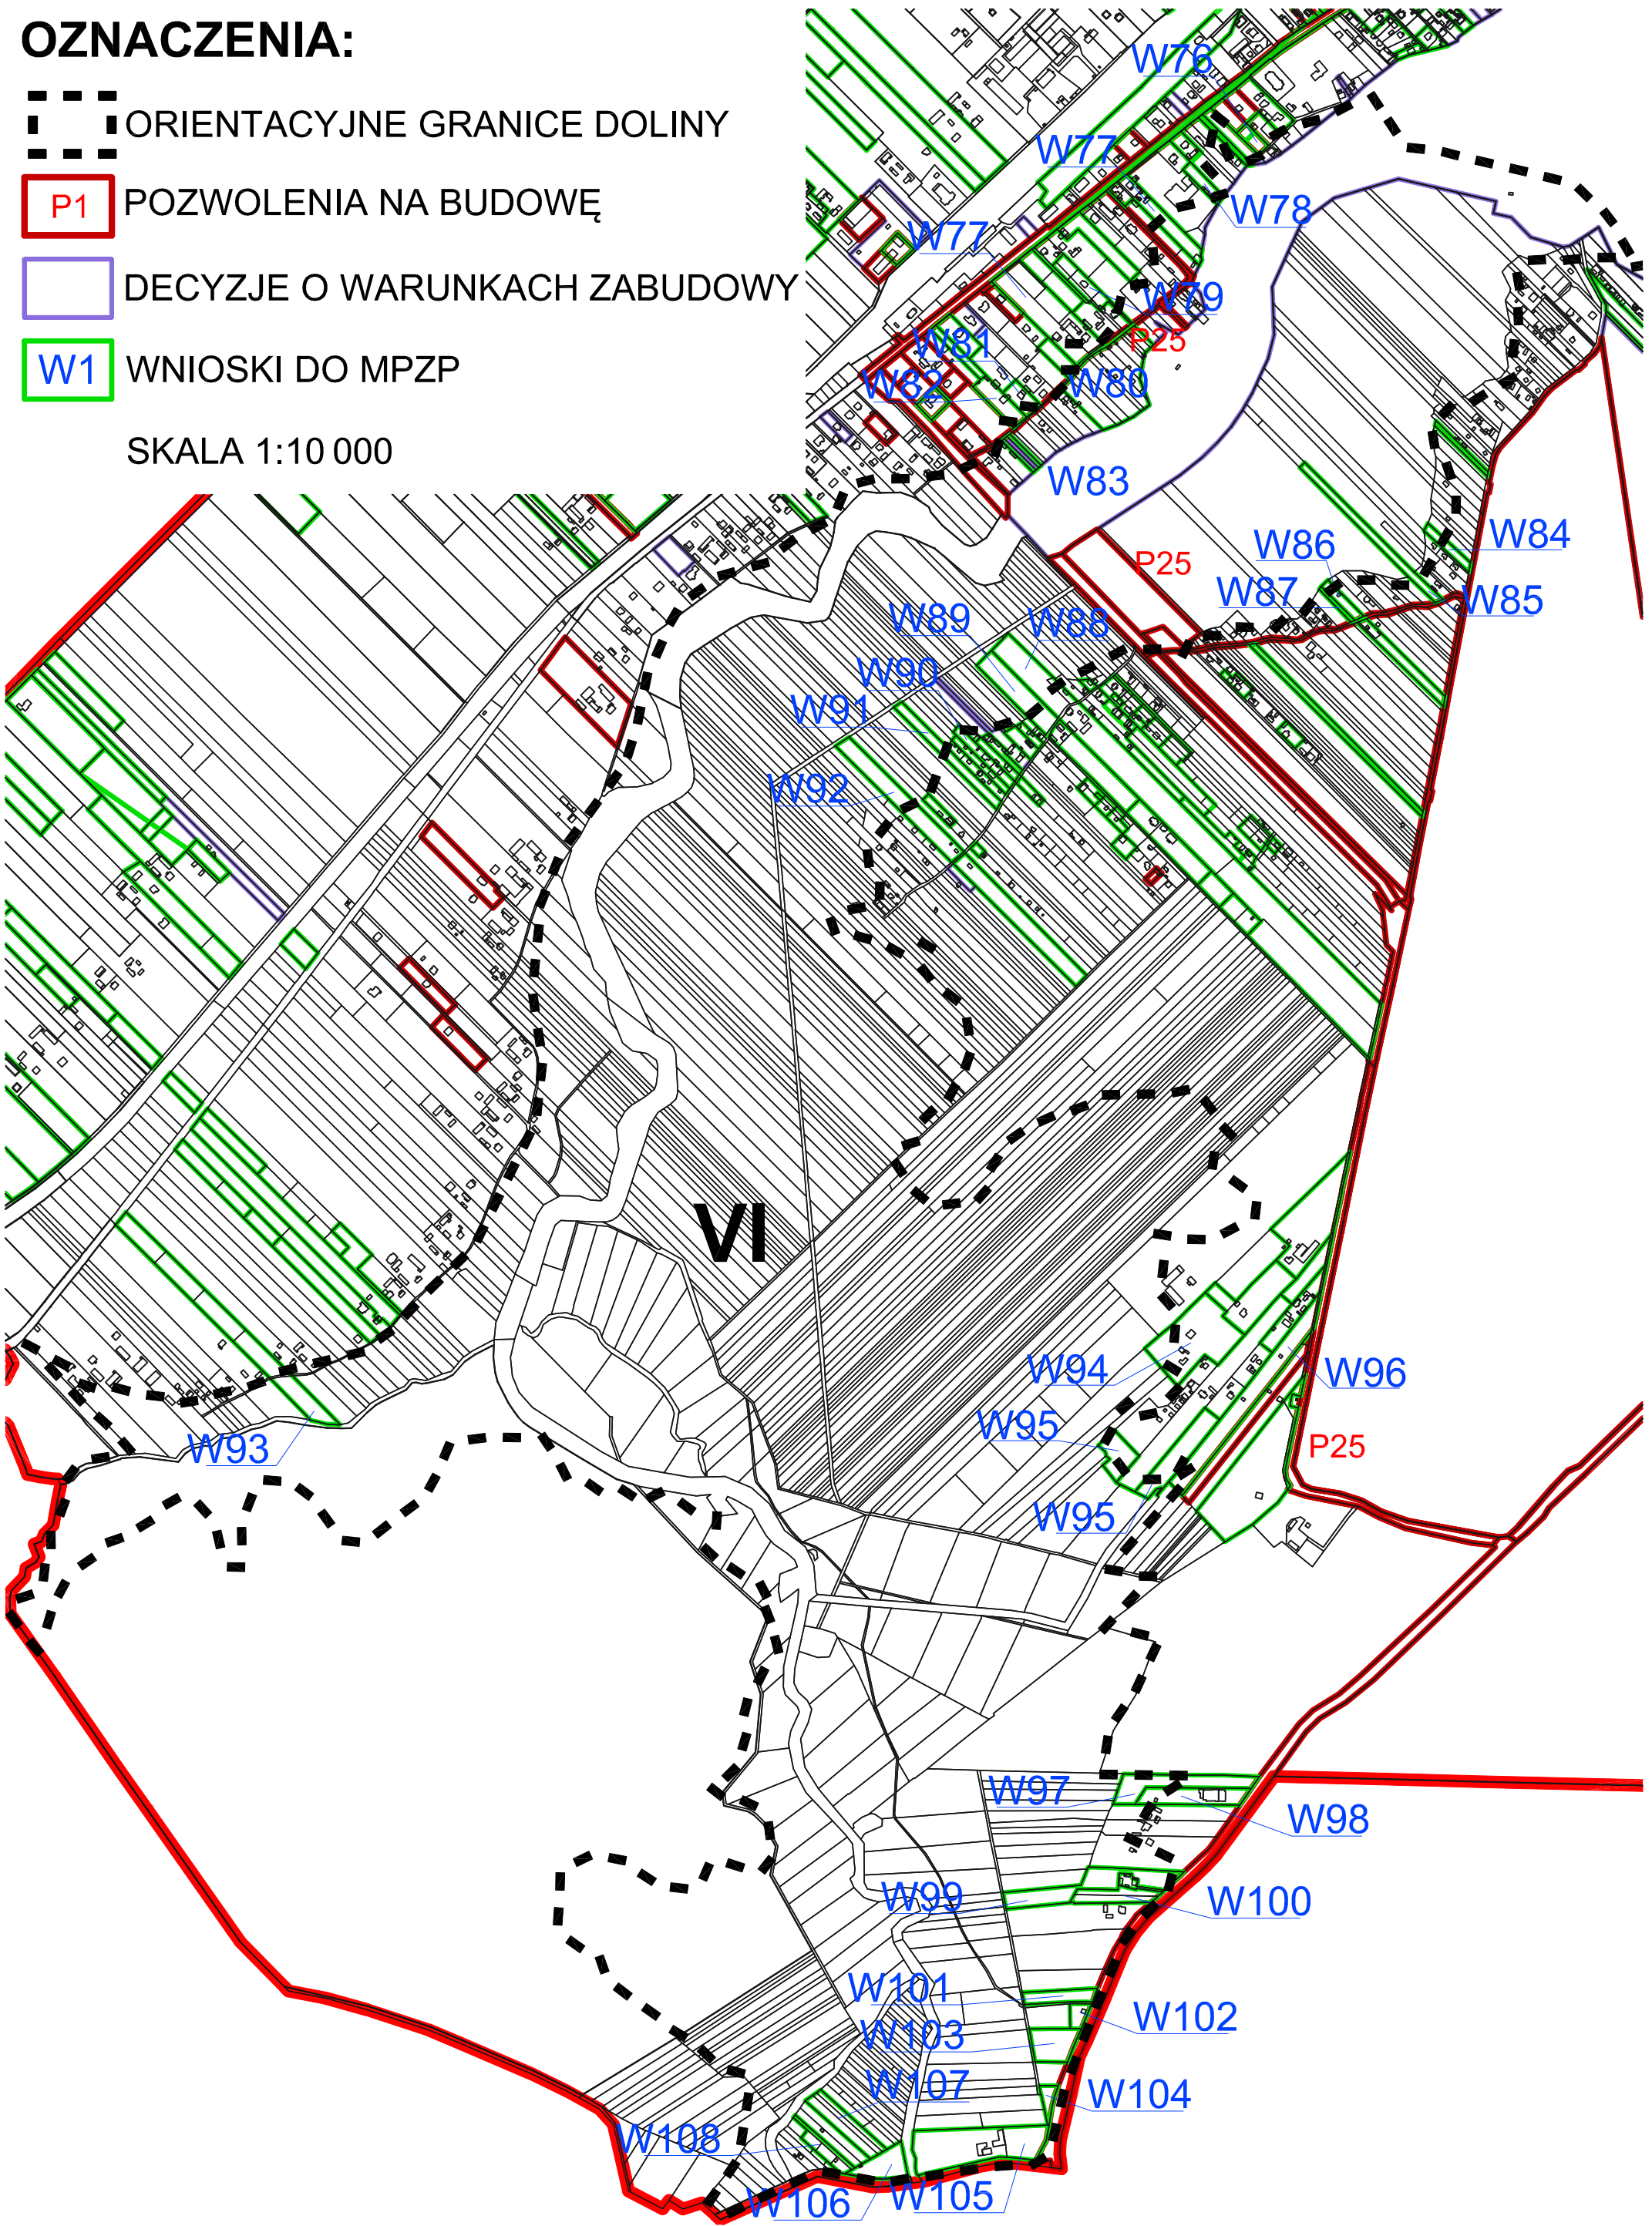 OZNACZENIA:
ORIENTACYJNE GRANICE DOLINY
P1 POZWOLENIA NA BUDOWĘ
DECYZJE O WARUNKACH ZABUDOWY
W1 WNIOSKI DO MPZP
SKALA 1:10 000
W76
W77
W78
W77
W79
P25
W81
W80
W82
W83
W84
P25
W86
W87
W85
W89
W88
W90
W91
W92
VI
W94
W96
W95
W93
P25
W95
W97
W98
W99
W100
W101
W102
W103
W107
W104
W108
W105
W106